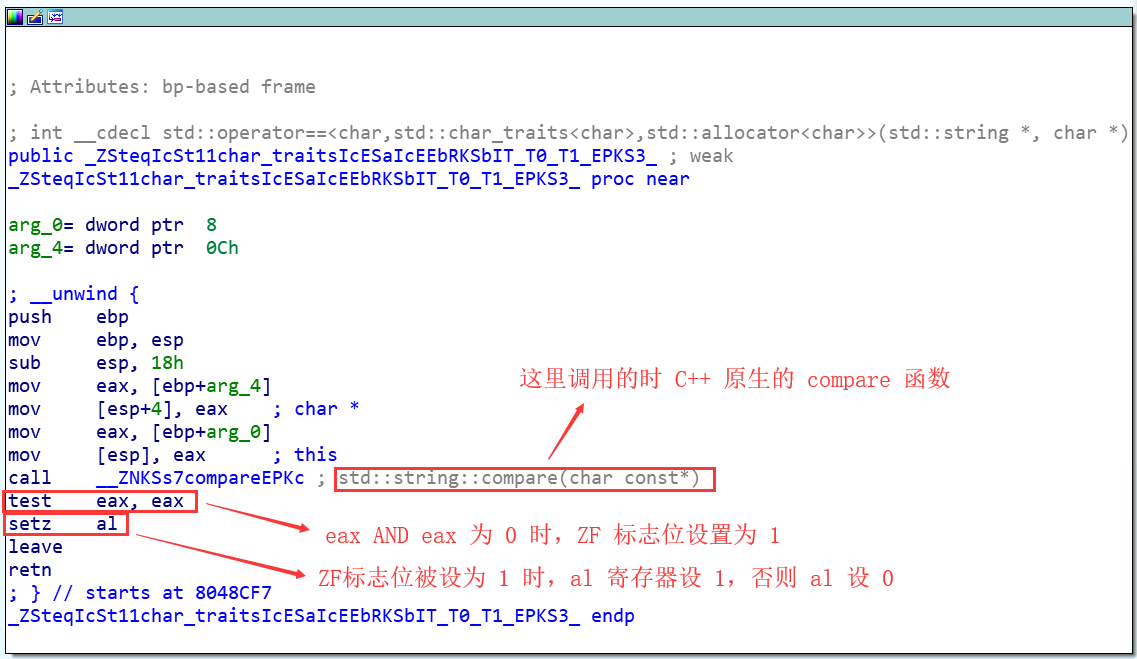 ; Attributes: bp-based frame
; int __cdecl std::operator==<char,std::char_traits<char>,std::allocator<char>>(std::string *, char *)
public _ZSteqIcSt11char_traitsIcESaIcEEbRKSbIT_T0_T1_EPKS3_ ; weak
_ZSteqIcSt11char_traitsIcESaIcEEbRKSbIT_T0_T1_EPKS3_ proc near
arg_0= dword ptr  8
arg_4= dword ptr  0Ch
; __unwind {
push    ebp
mov     ebp, esp
sub     esp, 18h
mov     eax, [ebp+arg_4]
这里调用的时 C++ 原生的 compare 函数
mov     [esp+4], eax    ; char *
mov     eax, [ebp+arg_0]
mov     [esp], eax      ; this
call    __ZNKSs7compareEPKc ; std::string::compare(char const*)
test    eax, eax
eax AND eax 为 0 时，ZF 标志位设置为 1
setz    al
ZF标志位被设为 1 时，al 寄存器设 1，否则 al 设 0
leave
retn
; } // starts at 8048CF7
_ZSteqIcSt11char_traitsIcESaIcEEbRKSbIT_T0_T1_EPKS3_ endp